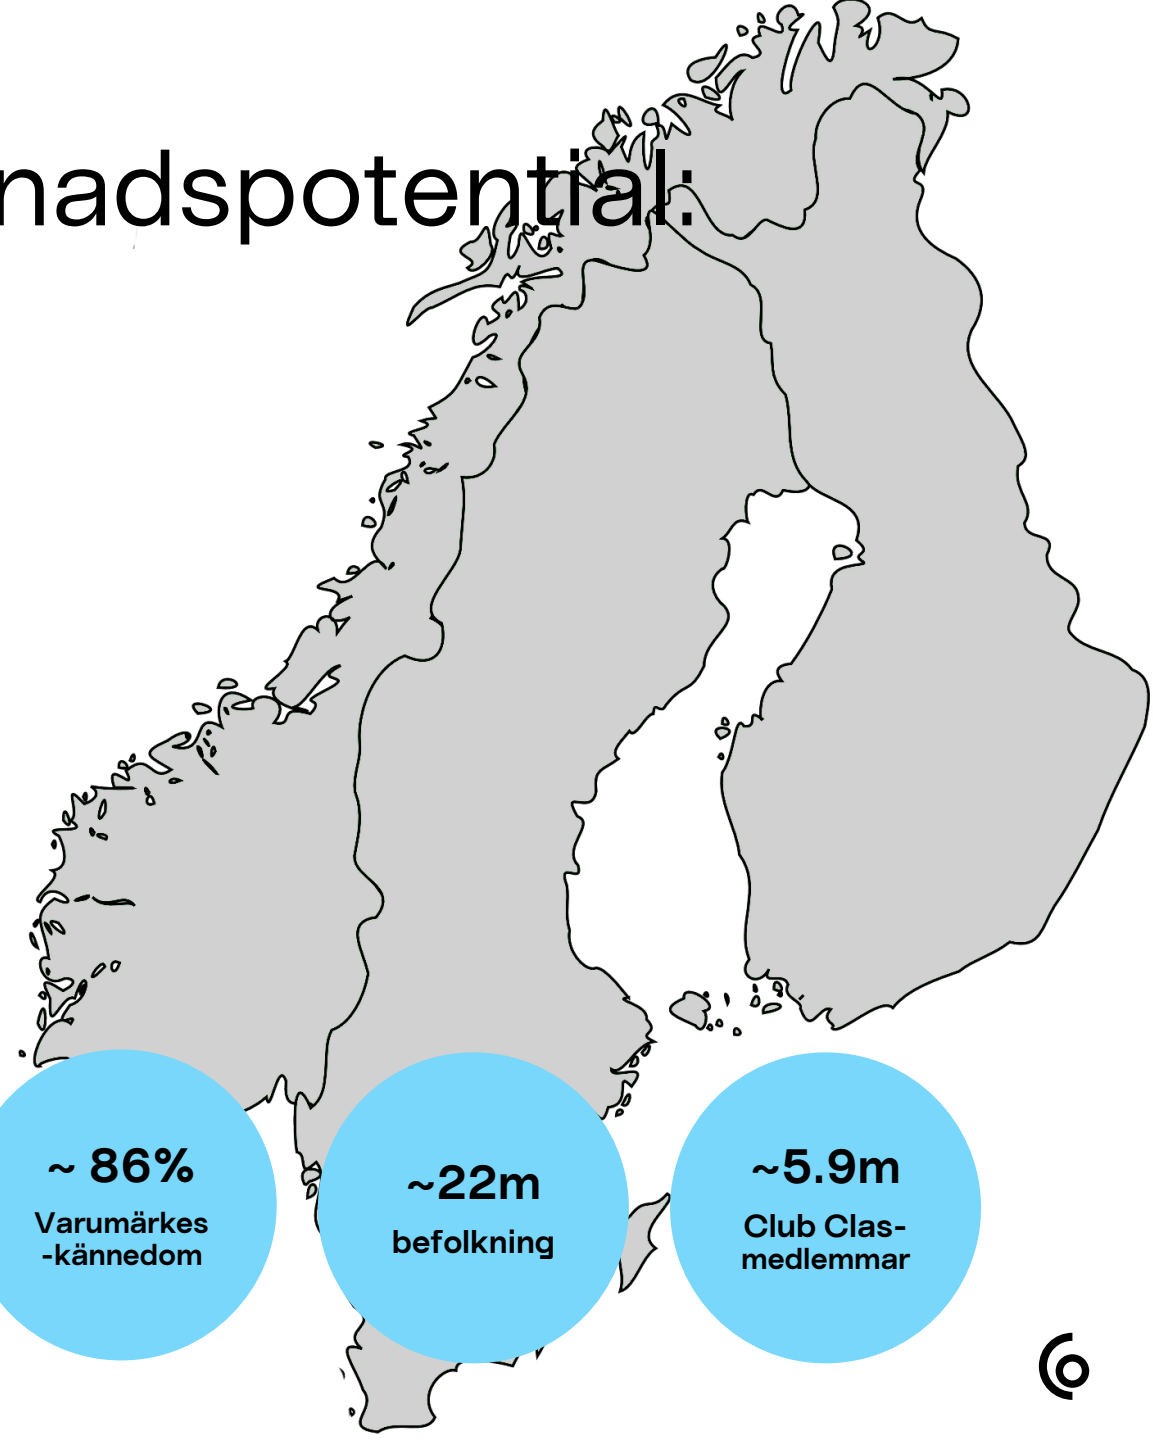 nadspotential:
~ 86%
Varumärkes
-kännedom
~22m
befolkning
~5.9m
Club Clas-
medlemmar